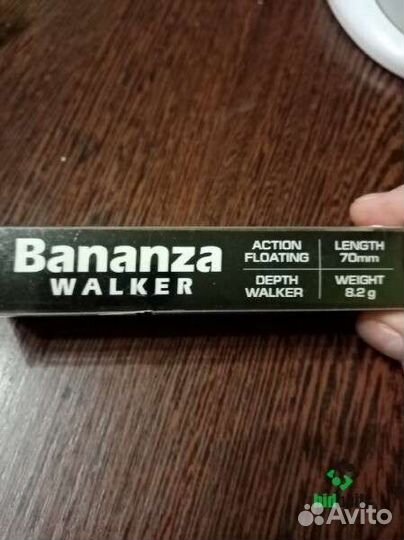 Bananza
WALKER
ACTION
FLOATING
LENGTH
70mm
DEPTH
WALKER
WEIGHT
8.2 g
Avito